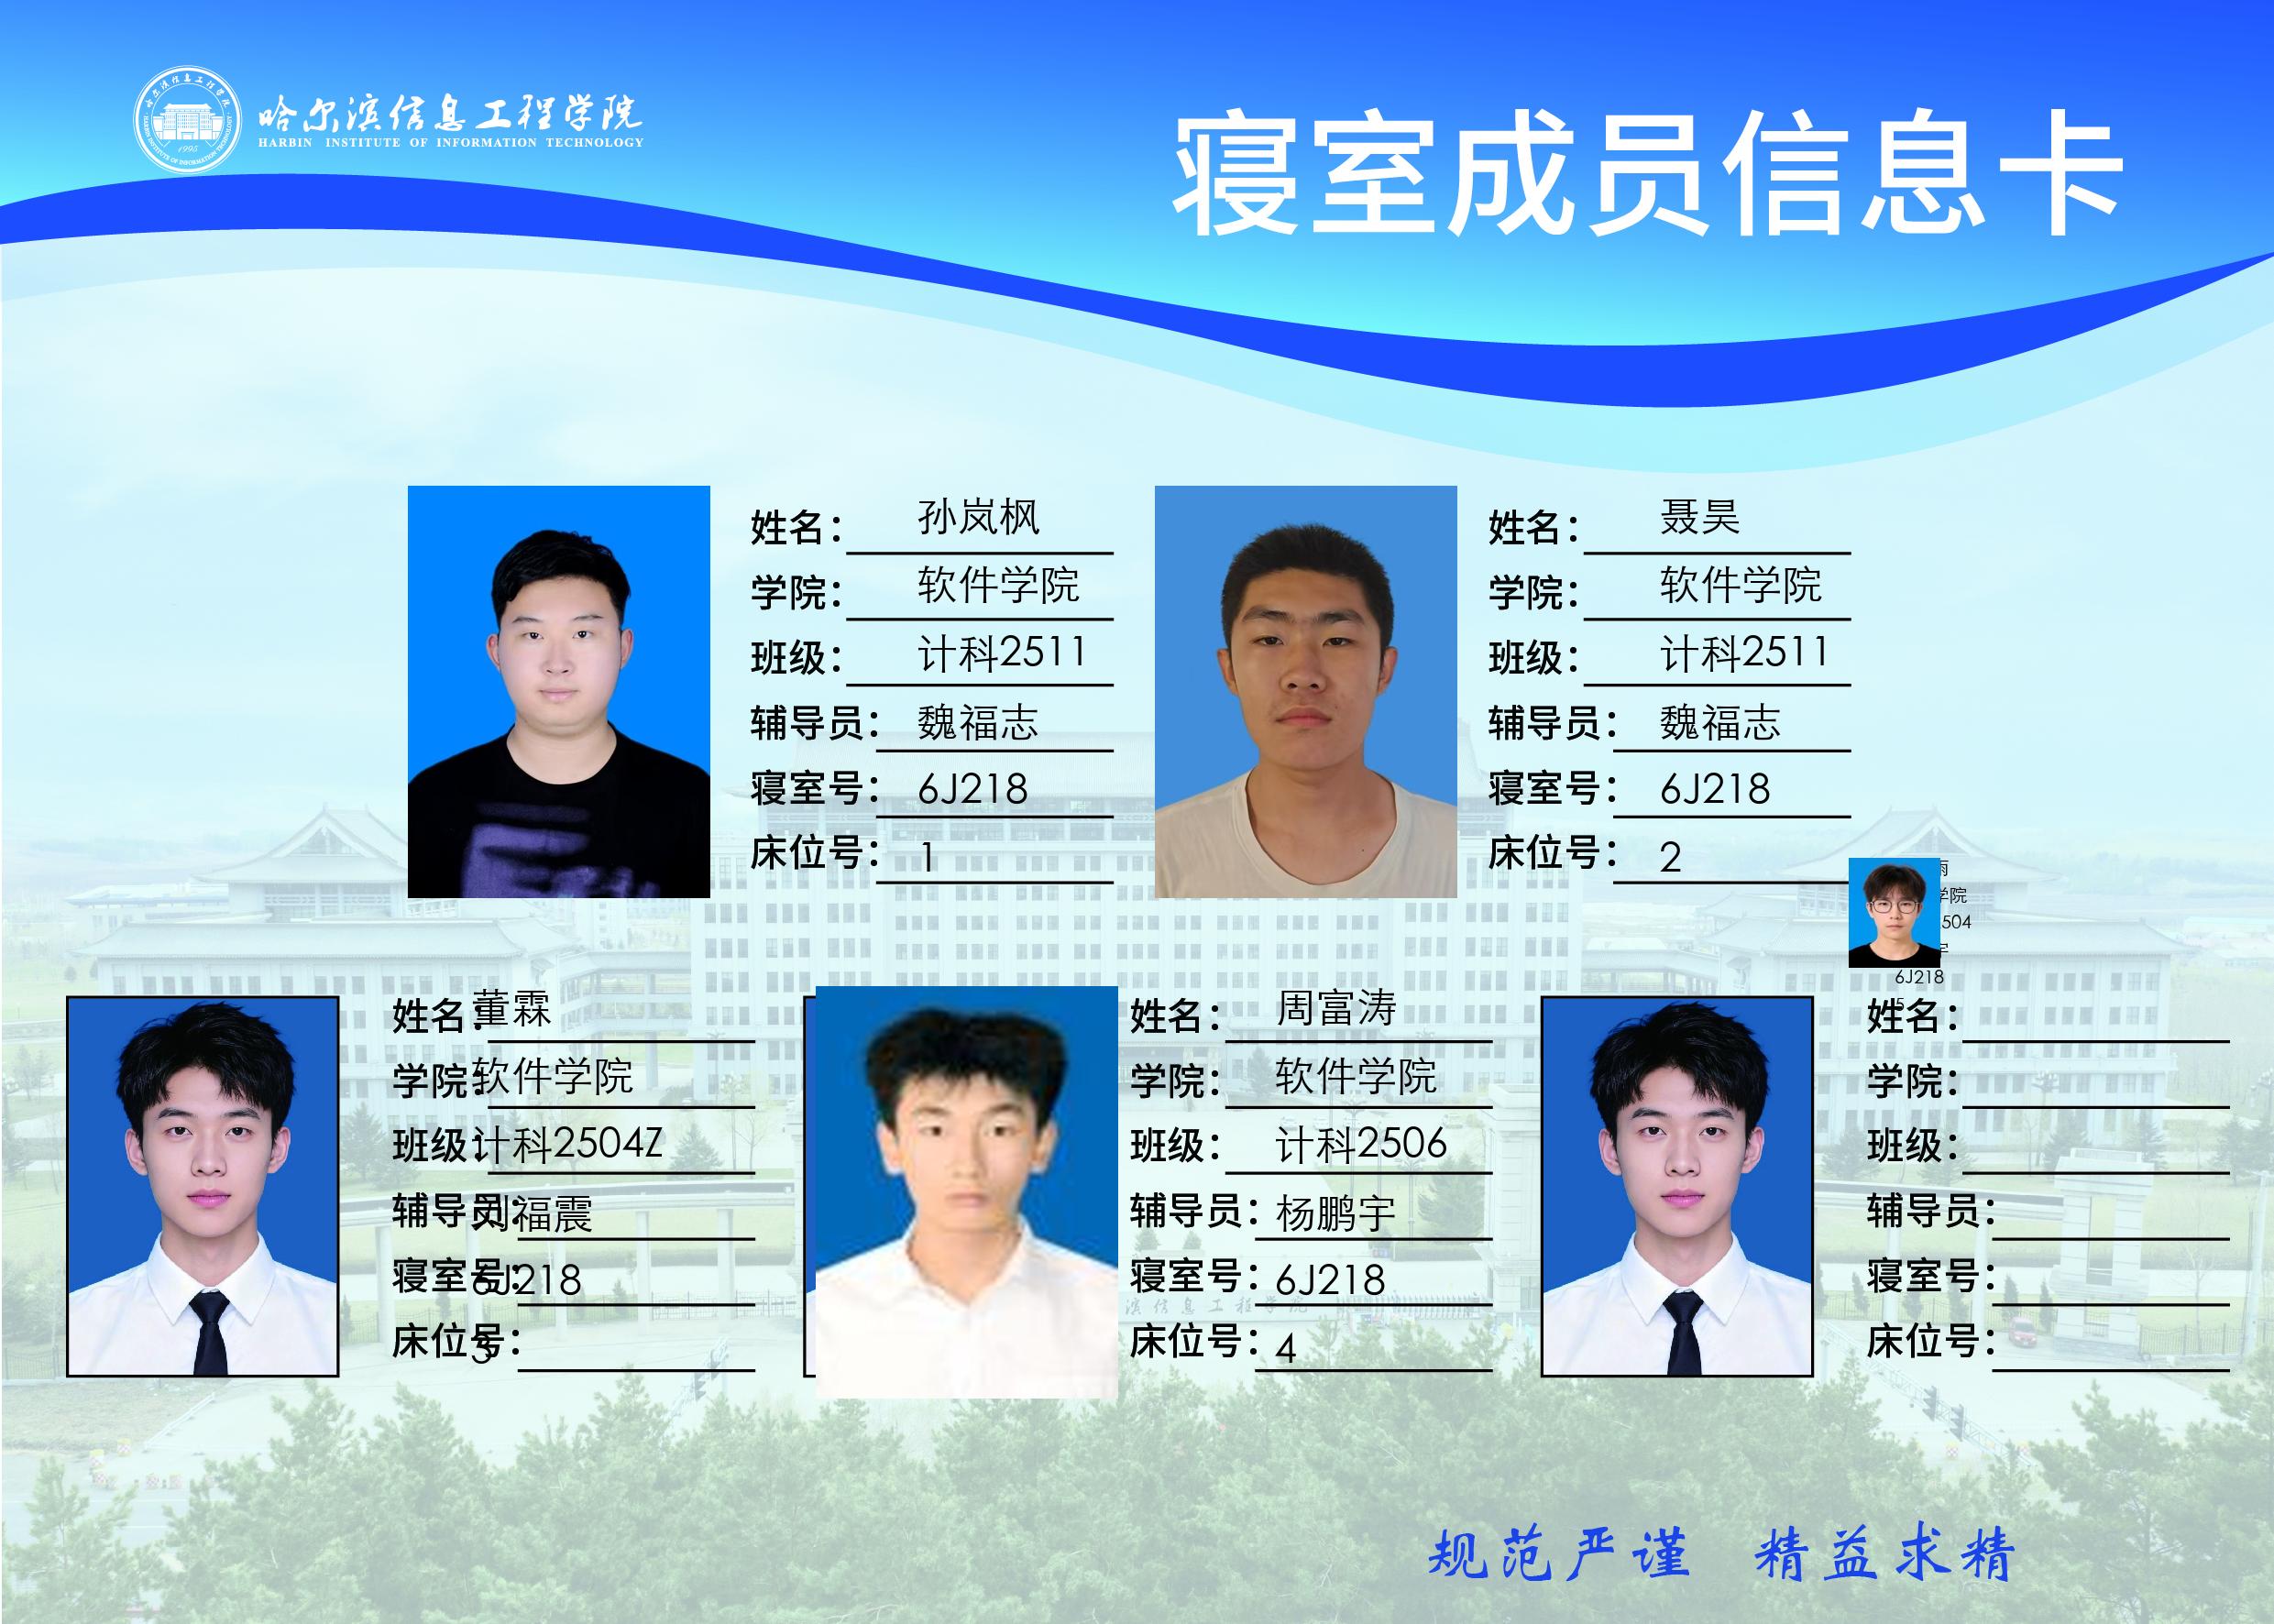 哈尔滨信息工程学院
HARBIN INSTITUTE OF INFORMATION TECHNOLOGY
1995
寝室成员信息卡
姓名：孙岚枫
学院：软件学院
班级：计科2511
辅导员：魏福志
寝室号：6J218
床位号：1
姓名：聂昊
学院：软件学院
班级：计科2511
辅导员：魏福志
寝室号：6J218
床位号：2
姓名：董霖
学院：软件学院
班级：计科2504Z
辅导员：刘福震
寝室号：6J218
床位号：3
姓名：周富涛
学院：软件学院
班级：计科2506
辅导员：杨鹏宇
寝室号：6J218
床位号：4
雨
学院
504
宇
6J218
5
姓名：
学院：
班级：
辅导员：
寝室号：
床位号：
规范严谨 精益求精